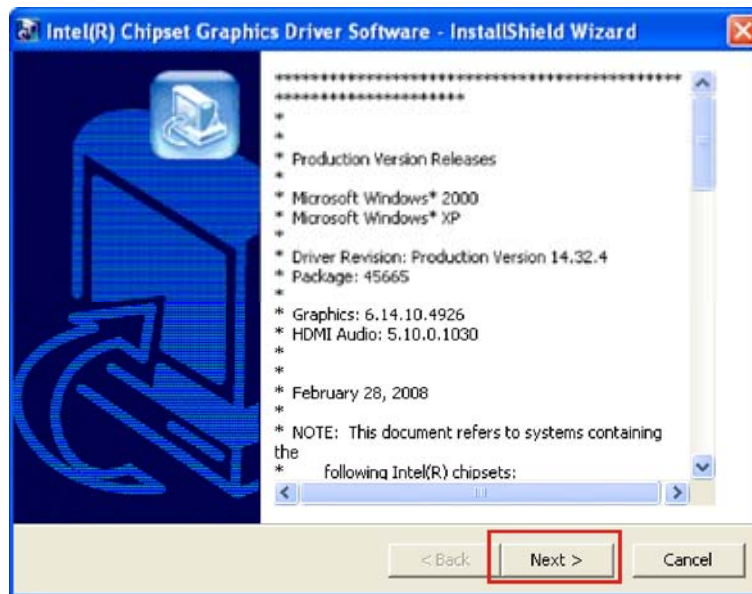 Intel(R) Chipset Graphics Driver Software - InstallShield Wizard
********************************************
*********************
*
*
* Production Version Releases
*
* Microsoft Windows* 2000
* Microsoft Windows* XP
*
* Driver Revision: Production Version 14.32.4
* Package: 45665
*
* Graphics: 6.14.10.4926
* HDMI Audio: 5.10.0.1030
*
*
* February 28, 2008
*
* NOTE: This document refers to systems containing
the
* following Intel(R) chipsets:
< Back Next > Cancel